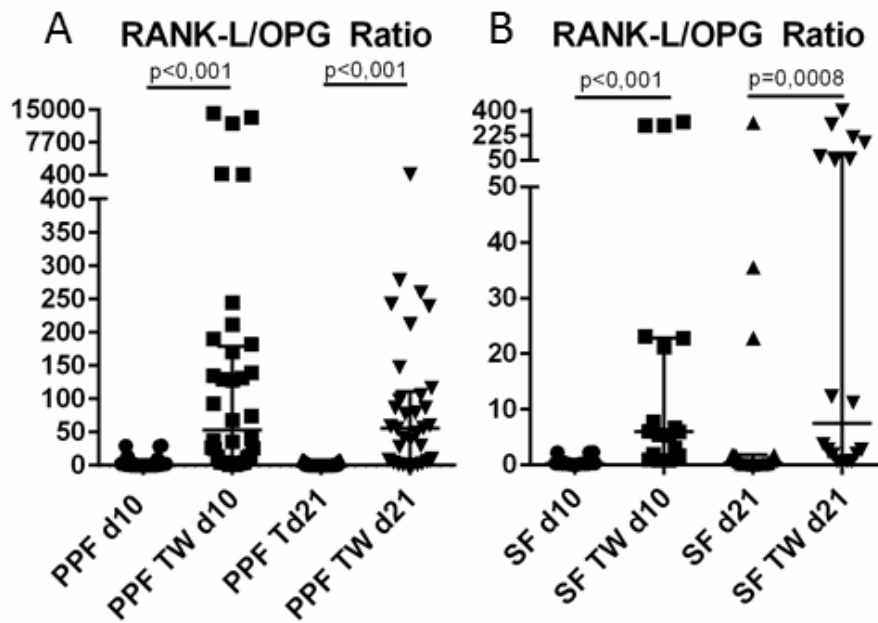 A RANK-L/OPG Ratio
p<0,001 p<0,001
15000
7700
400
400
350
300
250
200
150
100
50
0
PPF d10
PPF TW d10
PPF Td21
PPF TW d21
B RANK-L/OPG Ratio
p<0,001 p=0,0008
400
225
50
50
40
30
20
10
0
SF d10
SF TW d10
SF d21
SF TW d21